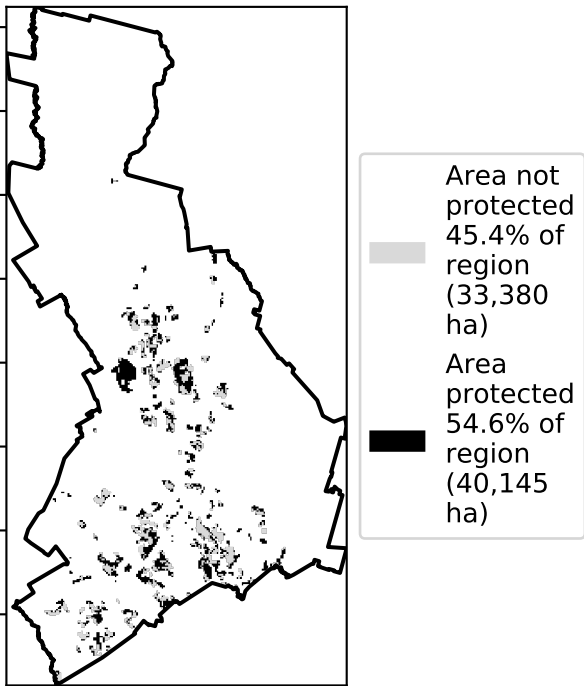 Area not
protected
45.4% of
region
(33,380
ha)
Area
protected
54.6% of
region
(40,145
ha)